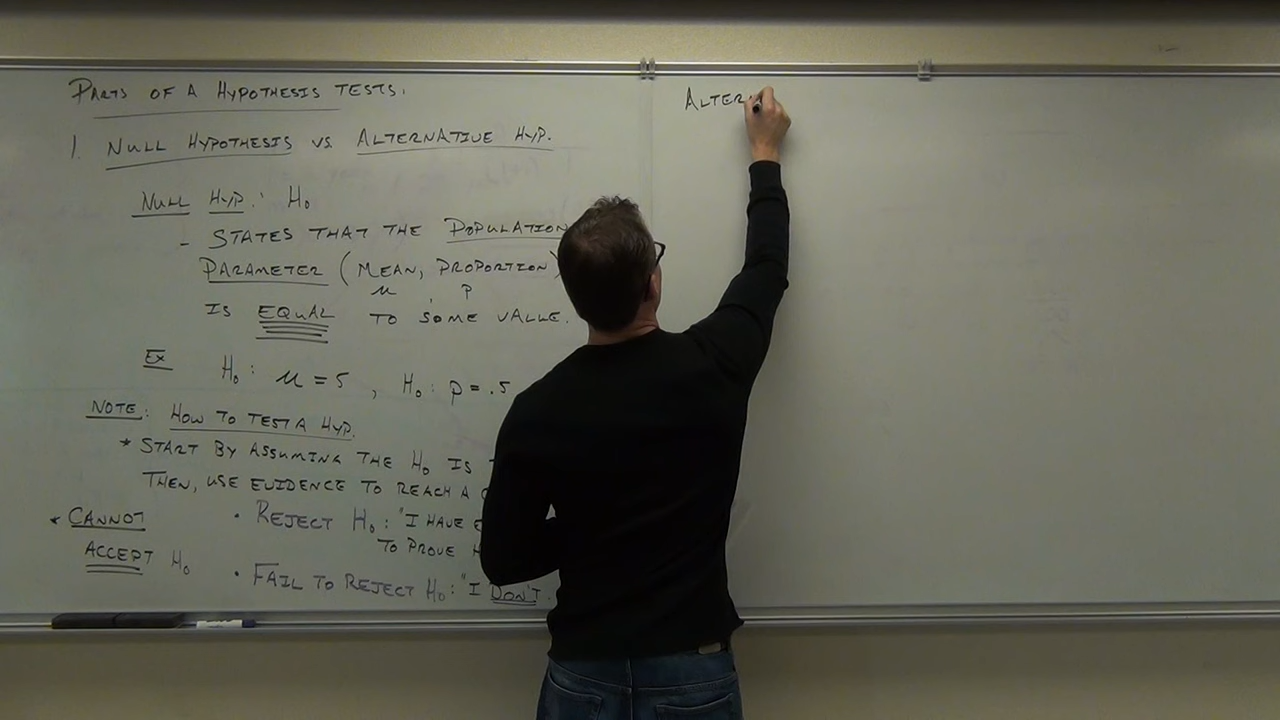 PARTS OF A HYPOTHESIS TESTS.
1. NULL HYPOTHESIS VS. ALTERNATIVE HYP.
NULL HYP: H₀
- STATES THAT THE POPULATION
PARAMETER (MEAN, PROPORTION)
μ , p
IS EQUAL TO SOME VALUE.
Ex H₀: μ = 5 , H₀: p = .5
NOTE: HOW TO TEST A HYP.
* START BY ASSUMING THE H₀ IS
THEN, USE EVIDENCE TO REACH A
* CANNOT
ACCEPT H₀
• REJECT H₀: "I HAVE
TO PROVE
• FAIL TO REJECT H₀: "I DON'T
ALTER